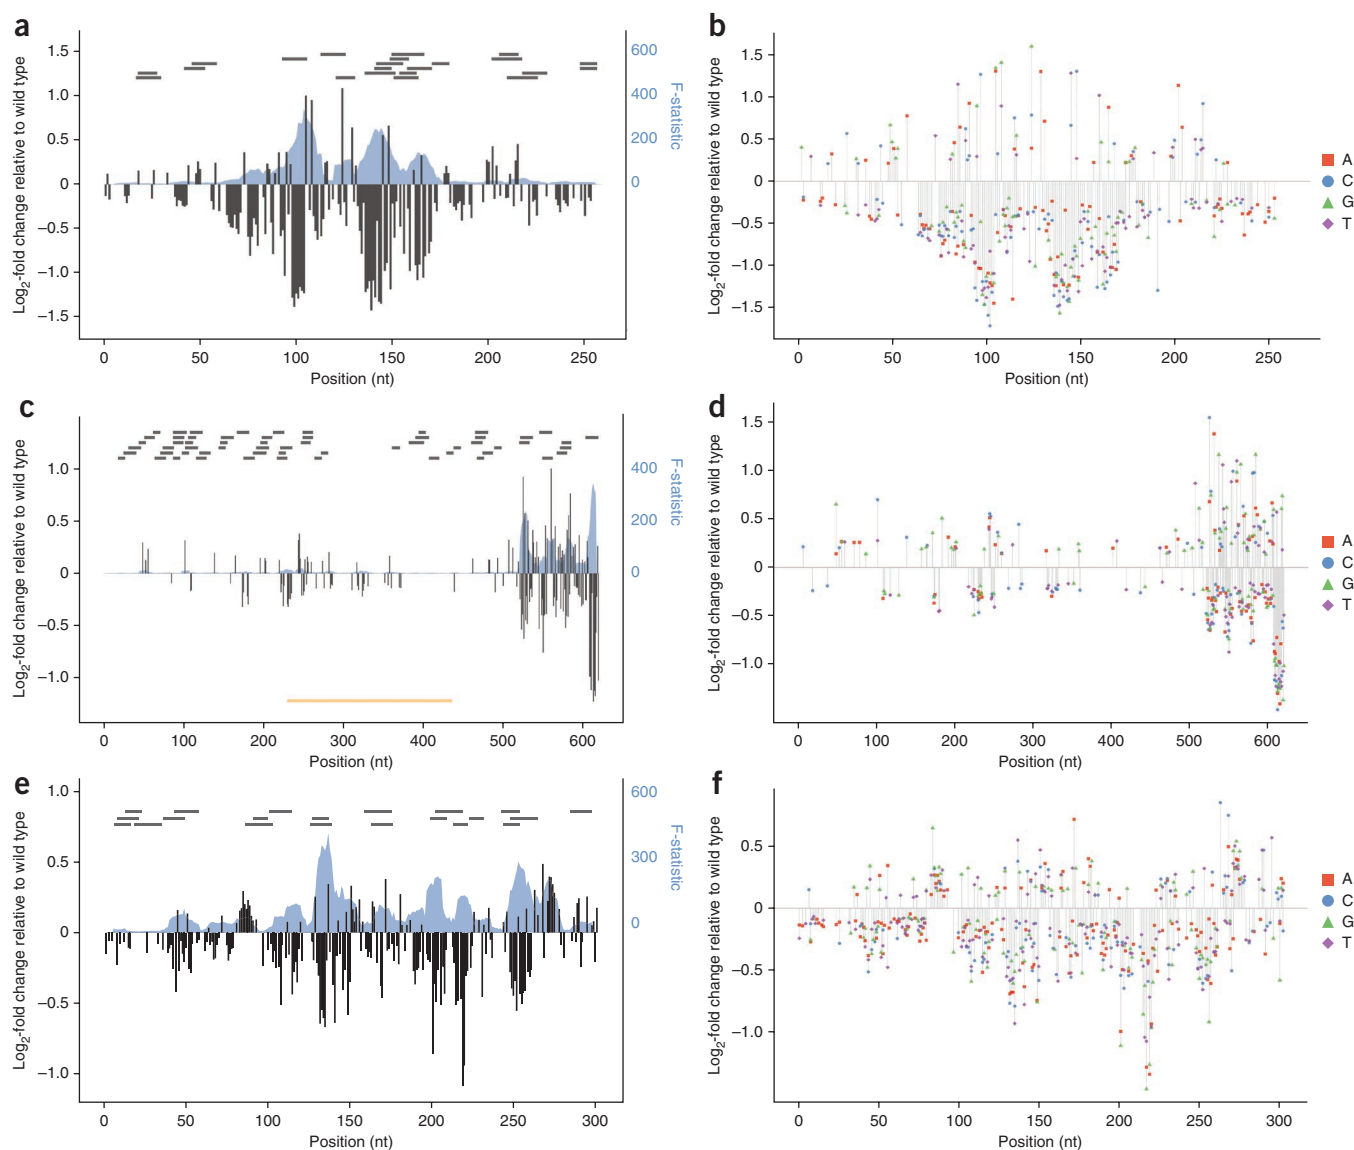 a
Log2-fold change relative to wild type
1.5
1.0
0.5
0
−0.5
−1.0
−1.5
600
400
200
0
F-statistic
0 50 100 150 200 250
Position (nt)
b
Log2-fold change relative to wild type
1.5
1.0
0.5
0
−0.5
−1.0
−1.5
0 50 100 150 200 250
Position (nt)
A
C
G
T
c
Log2-fold change relative to wild type
1.0
0.5
0
−0.5
−1.0
400
200
0
F-statistic
0 100 200 300 400 500 600
Position (nt)
d
Log2-fold change relative to wild type
1.5
1.0
0.5
0
−0.5
−1.0
0 100 200 300 400 500 600
Position (nt)
A
C
G
T
e
Log2-fold change relative to wild type
1.0
0.5
0
−0.5
−1.0
600
300
0
F-statistic
0 50 100 150 200 250 300
Position (nt)
f
Log2-fold change relative to wild type
0.5
0
−0.5
−1.0
0 50 100 150 200 250 300
Position (nt)
A
C
G
T